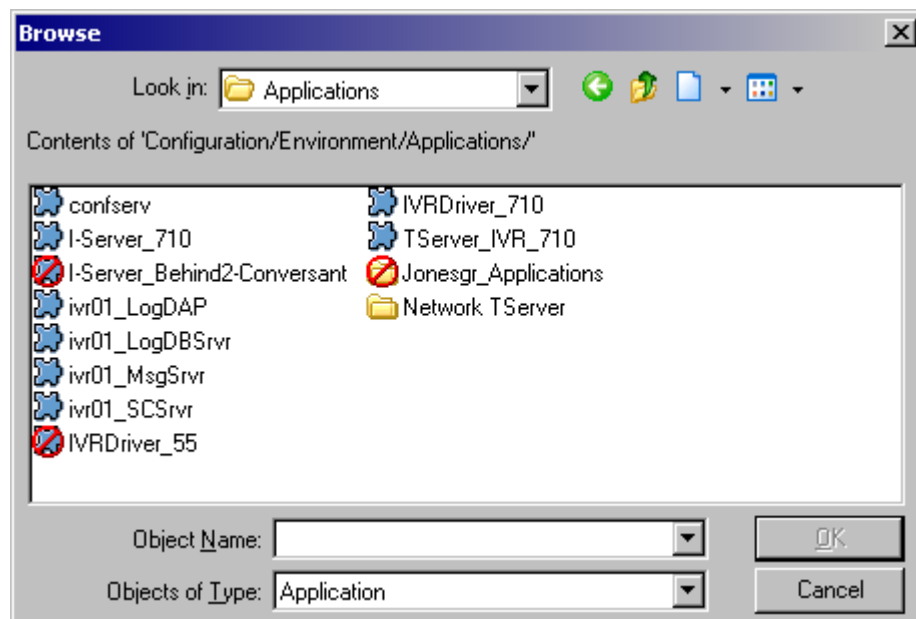 Browse
Look in: Applications
Contents of 'Configuration/Environment/Applications/'
confserv
I-Server_710
I-Server_Behind2-Conversant
ivr01_LogDAP
ivr01_LogDBSrvr
ivr01_MsgSrvr
ivr01_SCSrvr
IVRDriver_55
IVRDriver_710
TServer_IVR_710
Jonesgr_Applications
Network TServer
Object Name:
OK
Objects of Type: Application
Cancel